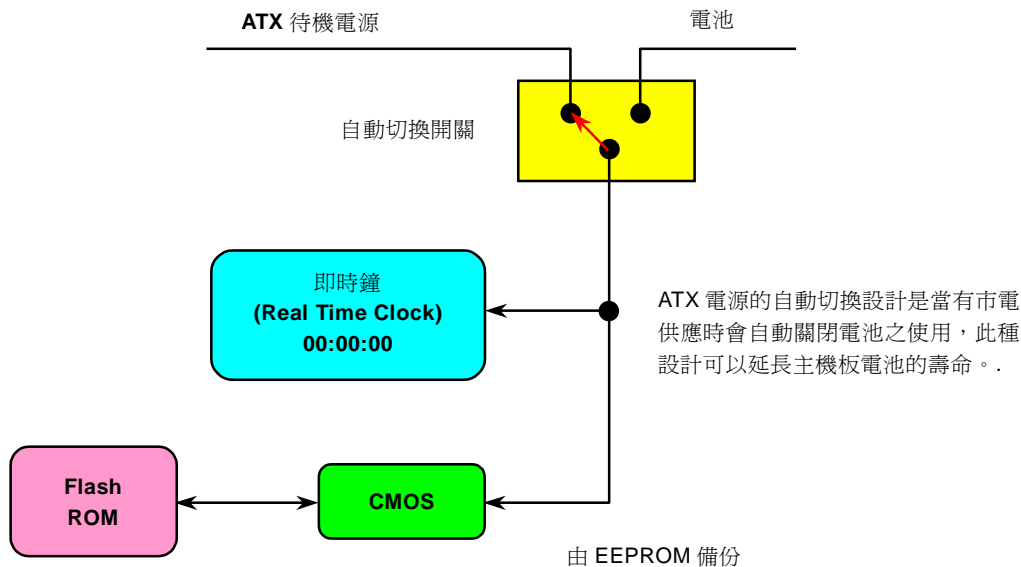 ATX 待機電源
電池
自動切換開關
即時鐘
(Real Time Clock)
00:00:00
ATX 電源的自動切換設計是當有市電
供應時會自動關閉電池之使用，此種
設計可以延長主機板電池的壽命。.
Flash
ROM
CMOS
由 EEPROM 備份